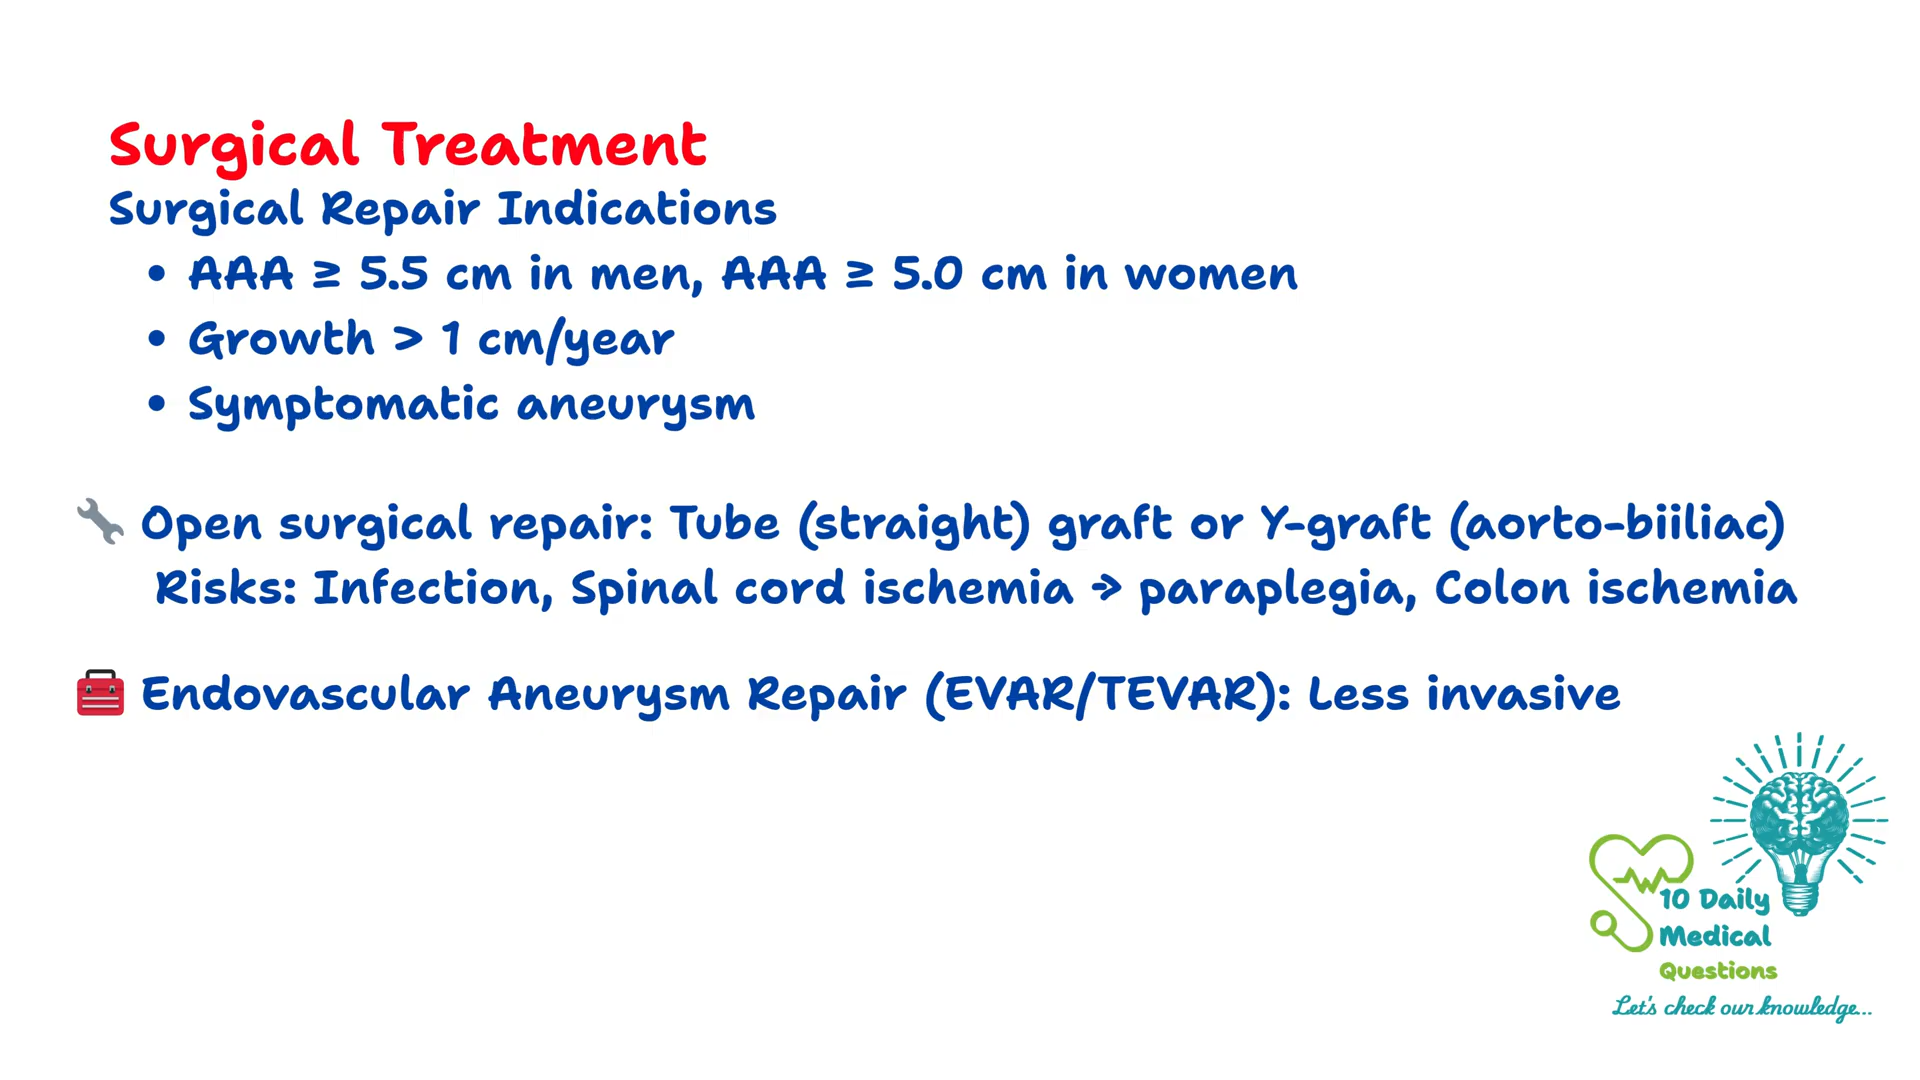 Surgical Treatment
Surgical Repair Indications
• AAA ≥ 5.5 cm in men, AAA ≥ 5.0 cm in women
• Growth > 1 cm/year
• Symptomatic aneurysm
🔧 Open surgical repair: Tube (straight) graft or Y-graft (aorto-biiliac)
Risks: Infection, Spinal cord ischemia → paraplegia, Colon ischemia
🧰 Endovascular Aneurysm Repair (EVAR/TEVAR): Less invasive
10 Daily
Medical
Questions
Let's check our knowledge...